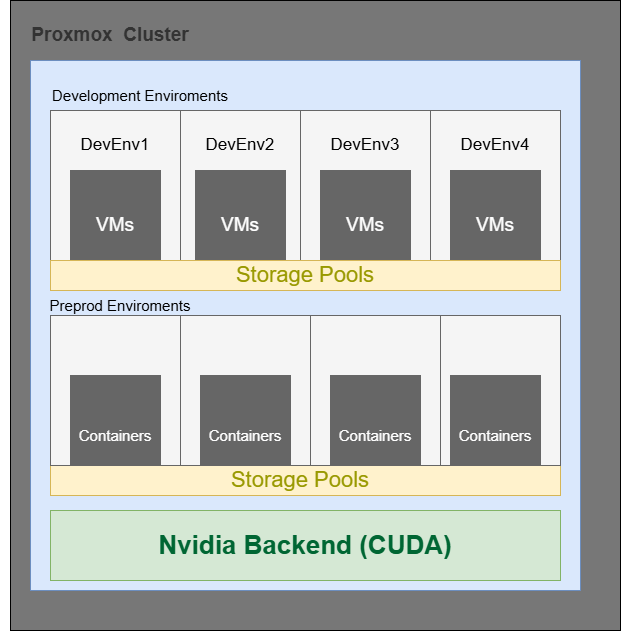 Proxmox Cluster
Development Enviroments
DevEnv1 DevEnv2 DevEnv3 DevEnv4
VMs VMs VMs VMs
Storage Pools
Preprod Enviroments
Containers Containers Containers Containers
Storage Pools
Nvidia Backend (CUDA)